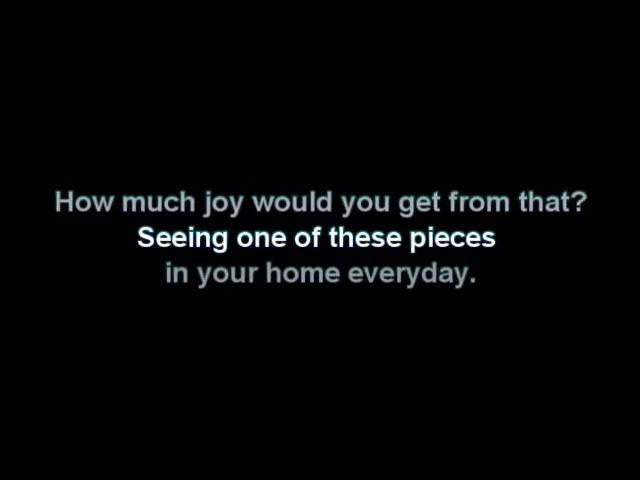 How much joy would you get from that?
Seeing one of these pieces
in your home everyday.